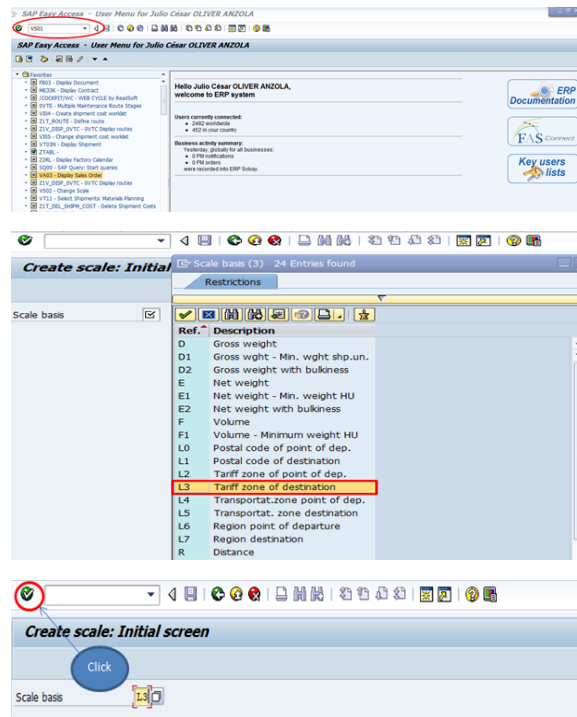 SAP Easy Access - User Menu for Julio César OLIVER ANZOLA
VS01
SAP Easy Access - User Menu for Julio César OLIVER ANZOLA
Favorites
FB03 - Display Document
ME33K - Display Contract
/COCKPIT/WC - WEB CYCLE by ReadSoft
0VTE - Multiple Maintenance Route Stages
VI04 - Create shipment cost worklist
Z1T_ROUTE - Define route
Z1V_DISP_0VTC - 0VTC Display routes
VI05 - Change shipment cost worklist
VT03N - Display Shipment
ZTABL -
Z2RL - Display Factory Calendar
SQ00 - SAP Query: Start queries
VA03 - Display Sales Order
Z1V_DISP_0VTC - 0VTC Display routes
VS02 - Change Scale
VT11 - Select Shipments: Materials Planning
Z1T_DEL_SHIPM_COST - Delete Shipment Costs
Hello Julio César OLIVER ANZOLA,
welcome to ERP system
Users currently connected:
2482 worldwide
452 in your country
Business activity summary:
Yesterday, globally for all businesses:
0 PM notifications
0 PM orders
were recorded into ERP Solvay.
ERP
Documentation
FAS Connect
Key users
lists
Create scale: Initial
Scale basis (3) 24 Entries found
Restrictions
Scale basis
Ref. Description
D Gross weight
D1 Gross wght - Min. wght shp.un.
D2 Gross weight with bulkiness
E Net weight
E1 Net weight - Min. weight HU
E2 Net weight with bulkiness
F Volume
F1 Volume - Minimum weight HU
L0 Postal code of point of dep.
L1 Postal code of destination
L2 Tariff zone of point of dep.
L3 Tariff zone of destination
L4 Transportat.zone point of dep.
L5 Transportat. zone destination
L6 Region point of departure
L7 Region destination
R Distance
Create scale: Initial screen
Click
Scale basis L3